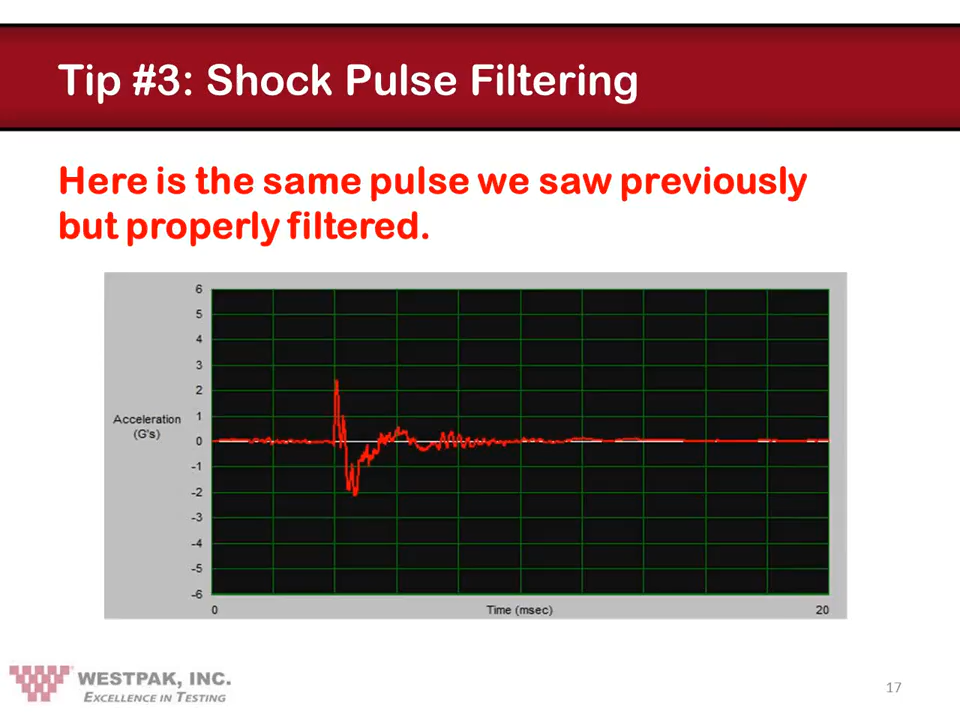 Tip #3: Shock Pulse Filtering
Here is the same pulse we saw previously
but properly filtered.
6
5
4
3
2
1
0
-1
-2
-3
-4
-5
-6
Acceleration
(G's)
0
Time (msec)
20
WESTPAK, INC.
EXCELLENCE IN TESTING
17